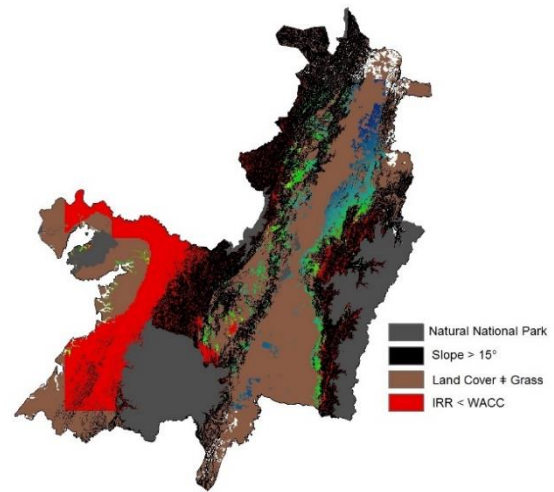 Natural National Park
Slope > 15°
Land Cover ǂ Grass
IRR < WACC